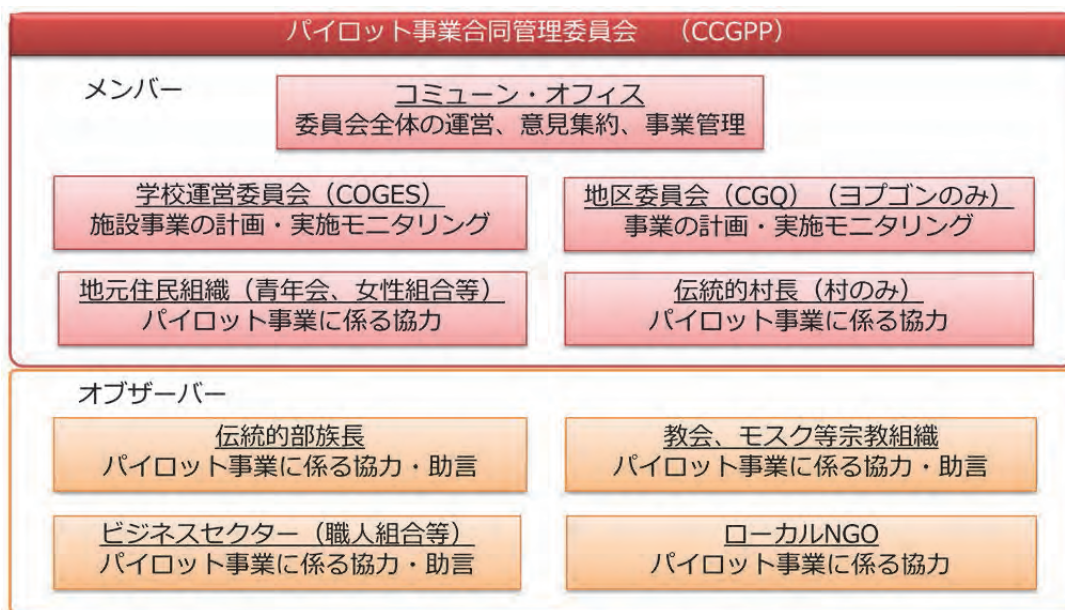 パイロット事業合同管理委員会　（CCGPP）
メンバー
コミューン・オフィス
委員会全体の運営、意見集約、事業管理
学校運営委員会（COGES）
施設事業の計画・実施モニタリング
地区委員会（CGQ）（ヨプゴンのみ）
事業の計画・実施モニタリング
地元住民組織（青年会、女性組合等）
パイロット事業に係る協力
伝統的村長（村のみ）
パイロット事業に係る協力
オブザーバー
伝統的部族長
パイロット事業に係る協力・助言
教会、モスク等宗教組織
パイロット事業に係る協力・助言
ビジネスセクター（職人組合等）
パイロット事業に係る協力・助言
ローカルNGO
パイロット事業に係る協力